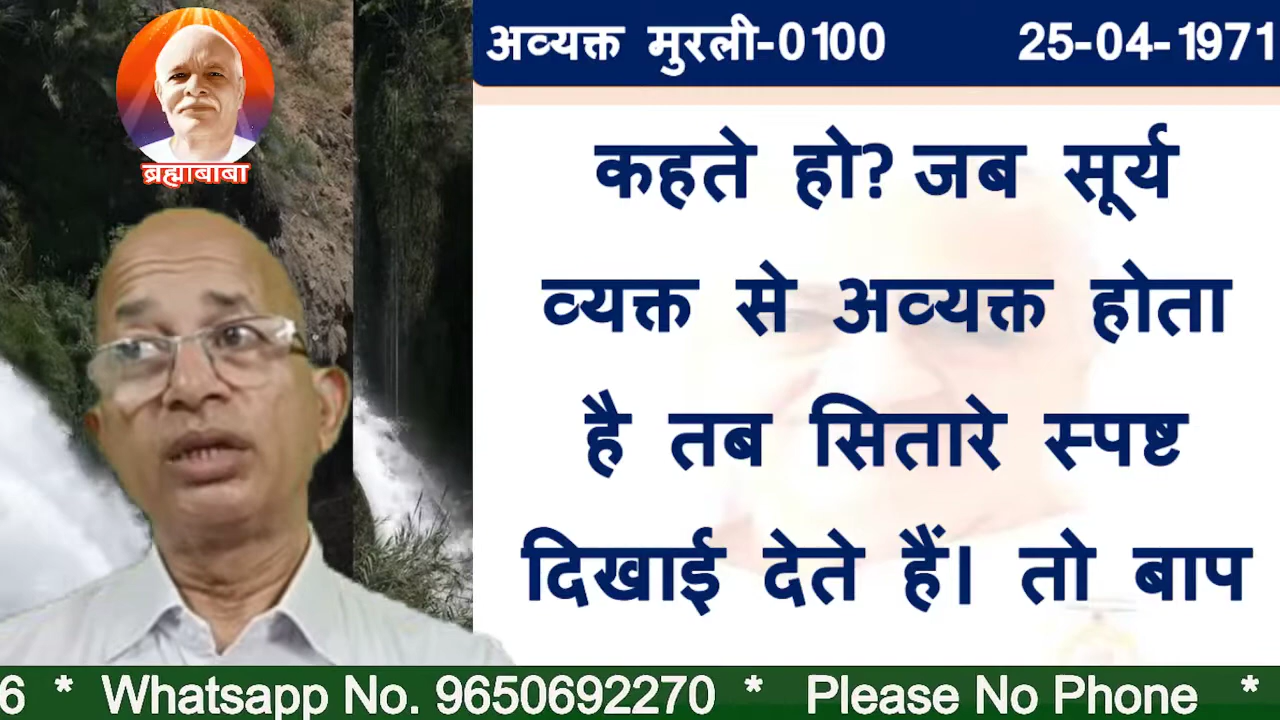 अव्यक्त मुरली-0100 25-04-1971
ब्रह्माबाबा
कहते हो? जब सूर्य
व्यक्त से अव्यक्त होता
है तब सितारे स्पष्ट
दिखाई देते हैं। तो बाप
6 * Whatsapp No. 9650692270 * Please No Phone *